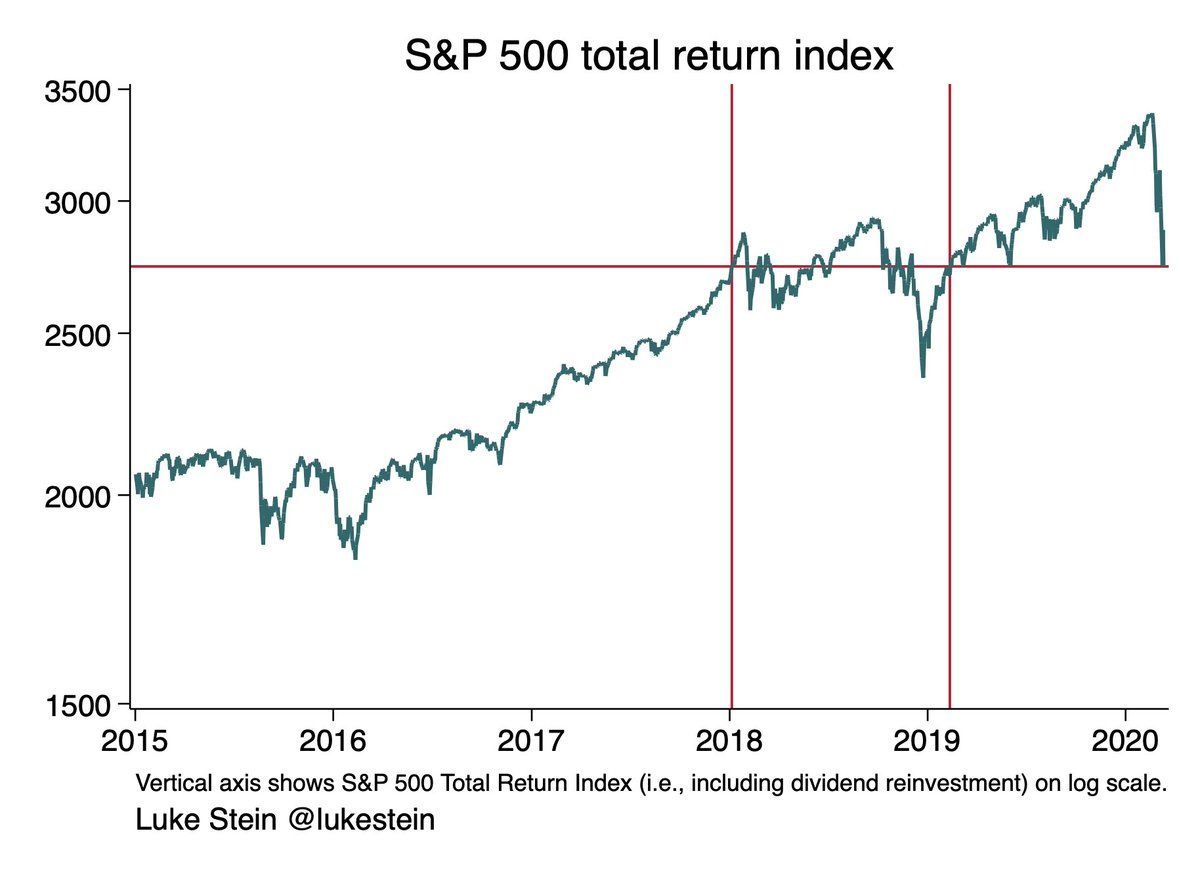 S&P 500 total return index
3500
3000
2500
2000
1500
2015 2016 2017 2018 2019 2020
Vertical axis shows S&P 500 Total Return Index (i.e., including dividend reinvestment) on log scale.
Luke Stein @lukestein